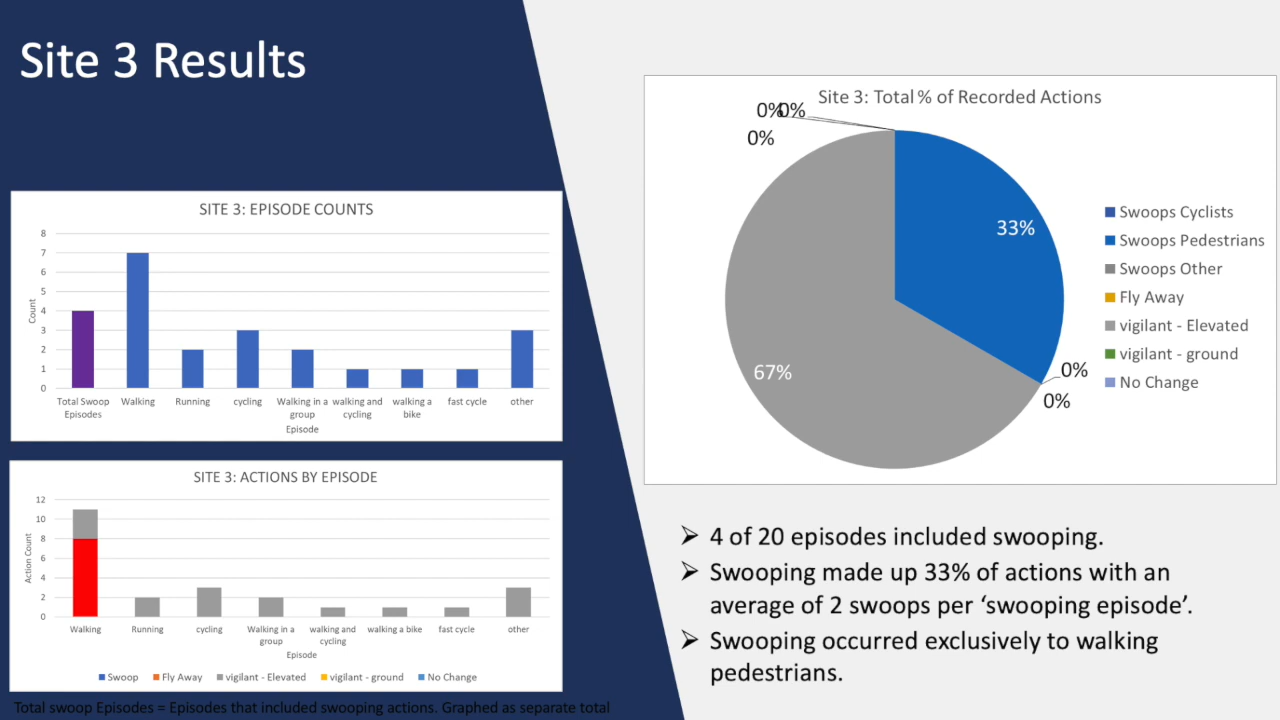 Site 3 Results
SITE 3: EPISODE COUNTS
Count
8
7
6
5
4
3
2
1
0
Total Swoop Episodes
Walking
Running
cycling
Walking in a group
walking and cycling
walking a bike
fast cycle
other
Episode
SITE 3: ACTIONS BY EPISODE
Action Count
12
10
8
6
4
2
0
Walking
Running
cycling
Walking in a group
walking and cycling
walking a bike
fast cycle
other
Episode
Swoop
Fly Away
vigilant - Elevated
vigilant - ground
No Change
Total swoop Episodes = Episodes that included swooping actions. Graphed as separate total
Site 3: Total % of Recorded Actions
0%
0%
0%
33%
67%
0%
0%
Swoops Cyclists
Swoops Pedestrians
Swoops Other
Fly Away
vigilant - Elevated
vigilant - ground
No Change
➢ 4 of 20 episodes included swooping.
➢ Swooping made up 33% of actions with an
average of 2 swoops per ‘swooping episode’.
➢ Swooping occurred exclusively to walking
pedestrians.